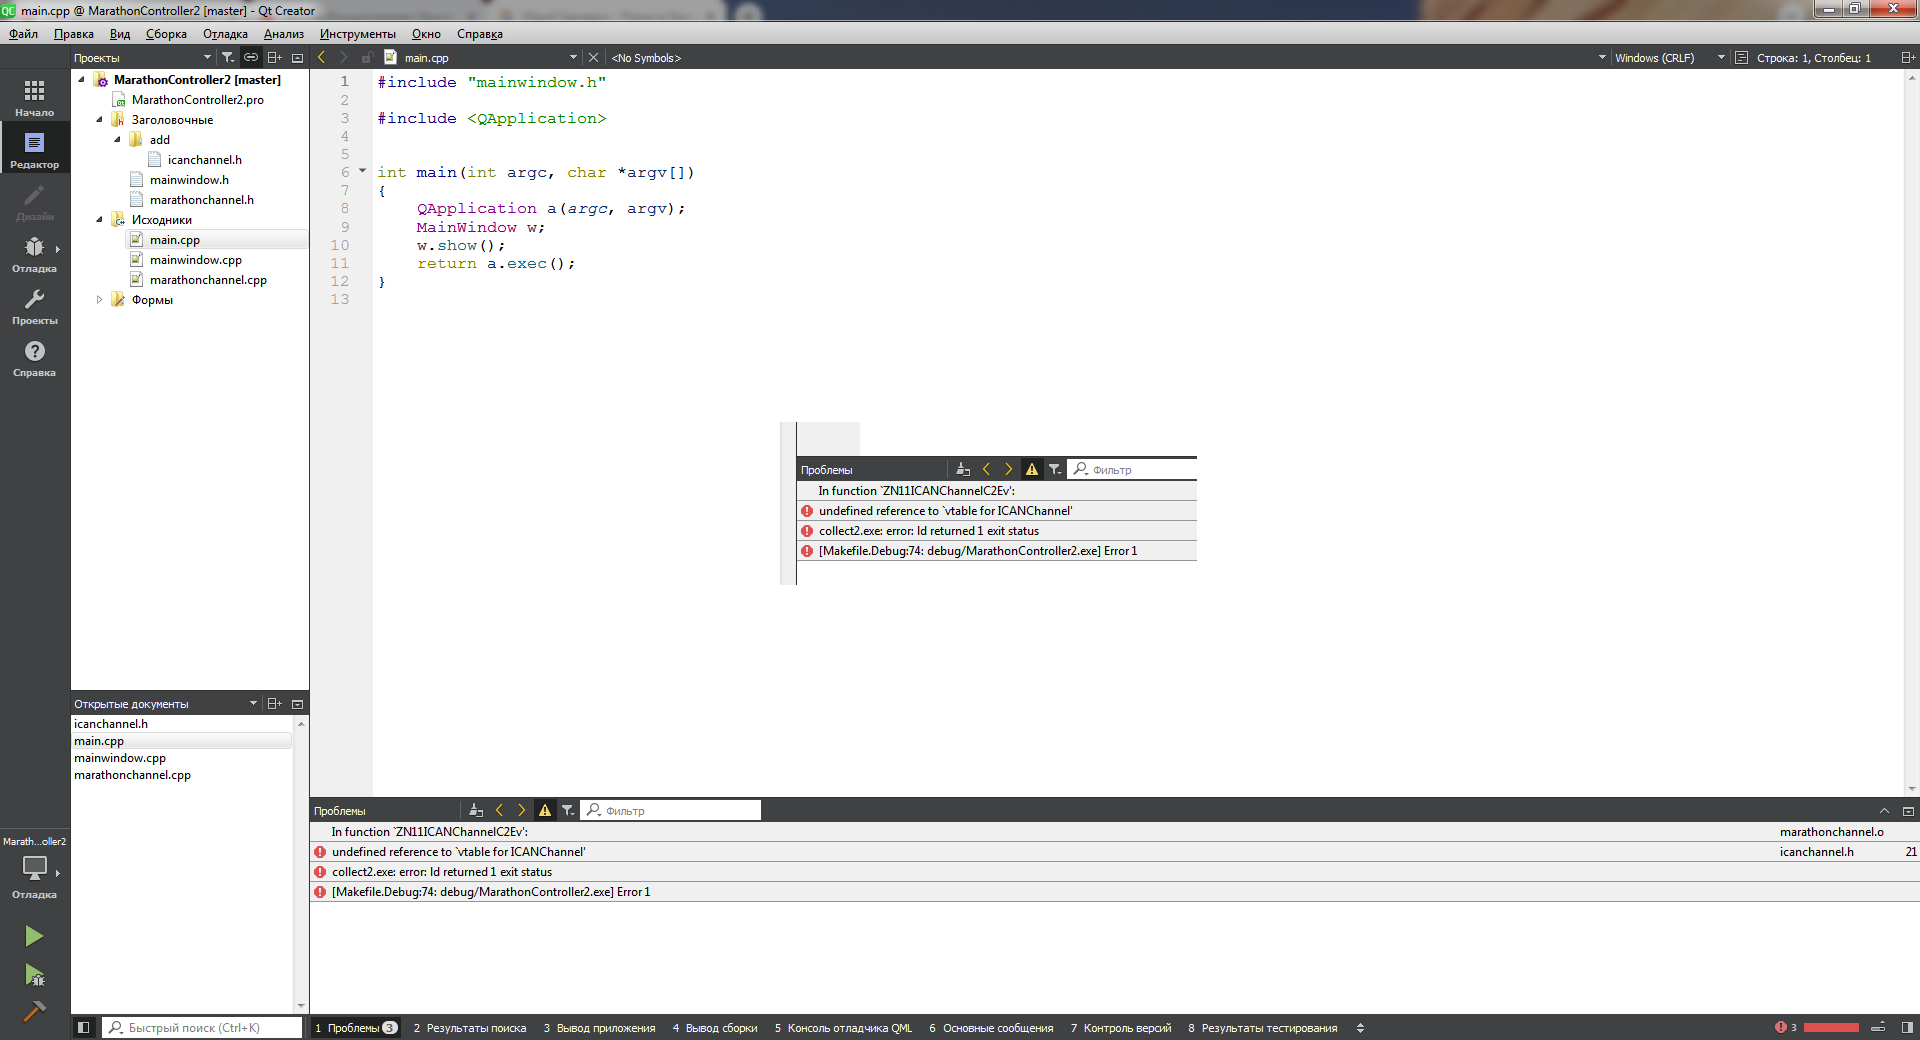 main.cpp @ MarathonController2 [master] - Qt Creator
Файл Правка Вид Сборка Отладка Анализ Инструменты Окно Справка
Проекты
main.cpp
<No Symbols>
Windows (CRLF)
Строка: 1, Столбец: 1
Начало
Редактор
Дизайн
Отладка
Проекты
Справка
MarathonController2 [master]
MarathonController2.pro
Заголовочные
add
icanchannel.h
mainwindow.h
marathonchannel.h
Исходники
main.cpp
mainwindow.cpp
marathonchannel.cpp
Формы
1 #include "mainwindow.h"
2
3 #include <QApplication>
4
5
6 int main(int argc, char *argv[])
7 {
8 QApplication a(argc, argv);
9 MainWindow w;
10 w.show();
11 return a.exec();
12 }
13
Проблемы
Фильтр
In function `ZN11ICANChannelC2Ev':
undefined reference to `vtable for ICANChannel'
collect2.exe: error: ld returned 1 exit status
[Makefile.Debug:74: debug/MarathonController2.exe] Error 1
Открытые документы
icanchannel.h
main.cpp
mainwindow.cpp
marathonchannel.cpp
Marath...oller2
Отладка
Проблемы
Фильтр
In function `ZN11ICANChannelC2Ev': marathonchannel.o
undefined reference to `vtable for ICANChannel' icanchannel.h 21
collect2.exe: error: ld returned 1 exit status
[Makefile.Debug:74: debug/MarathonController2.exe] Error 1
Быстрый поиск (Ctrl+K)
1 Проблемы 3 2 Результаты поиска 3 Вывод приложения 4 Вывод сборки 5 Консоль отладчика QML 6 Основные сообщения 7 Контроль версий 8 Результаты тестирования
3